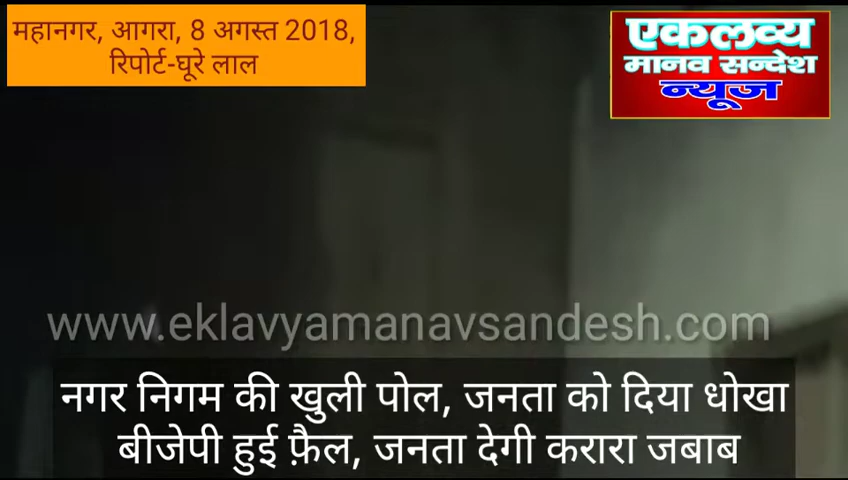 महानगर, आगरा, 8 अगस्त 2018,
रिपोर्ट-घूरे लाल
एकलव्य
मानव सन्देश
न्यूज
www.eklavyamanavsandesh.com
नगर निगम की खुली पोल, जनता को दिया धोखा
बीजेपी हुई फ़ैल, जनता देगी करारा जबाब